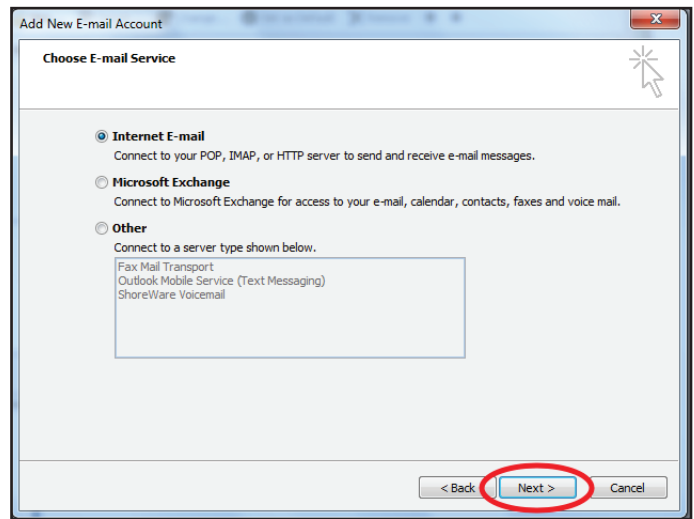 Add New E-mail Account
Choose E-mail Service
Internet E-mail
Connect to your POP, IMAP, or HTTP server to send and receive e-mail messages.
Microsoft Exchange
Connect to Microsoft Exchange for access to your e-mail, calendar, contacts, faxes and voice mail.
Other
Connect to a server type shown below.
Fax Mail Transport
Outlook Mobile Service (Text Messaging)
ShoreWare Voicemail
< Back Next > Cancel